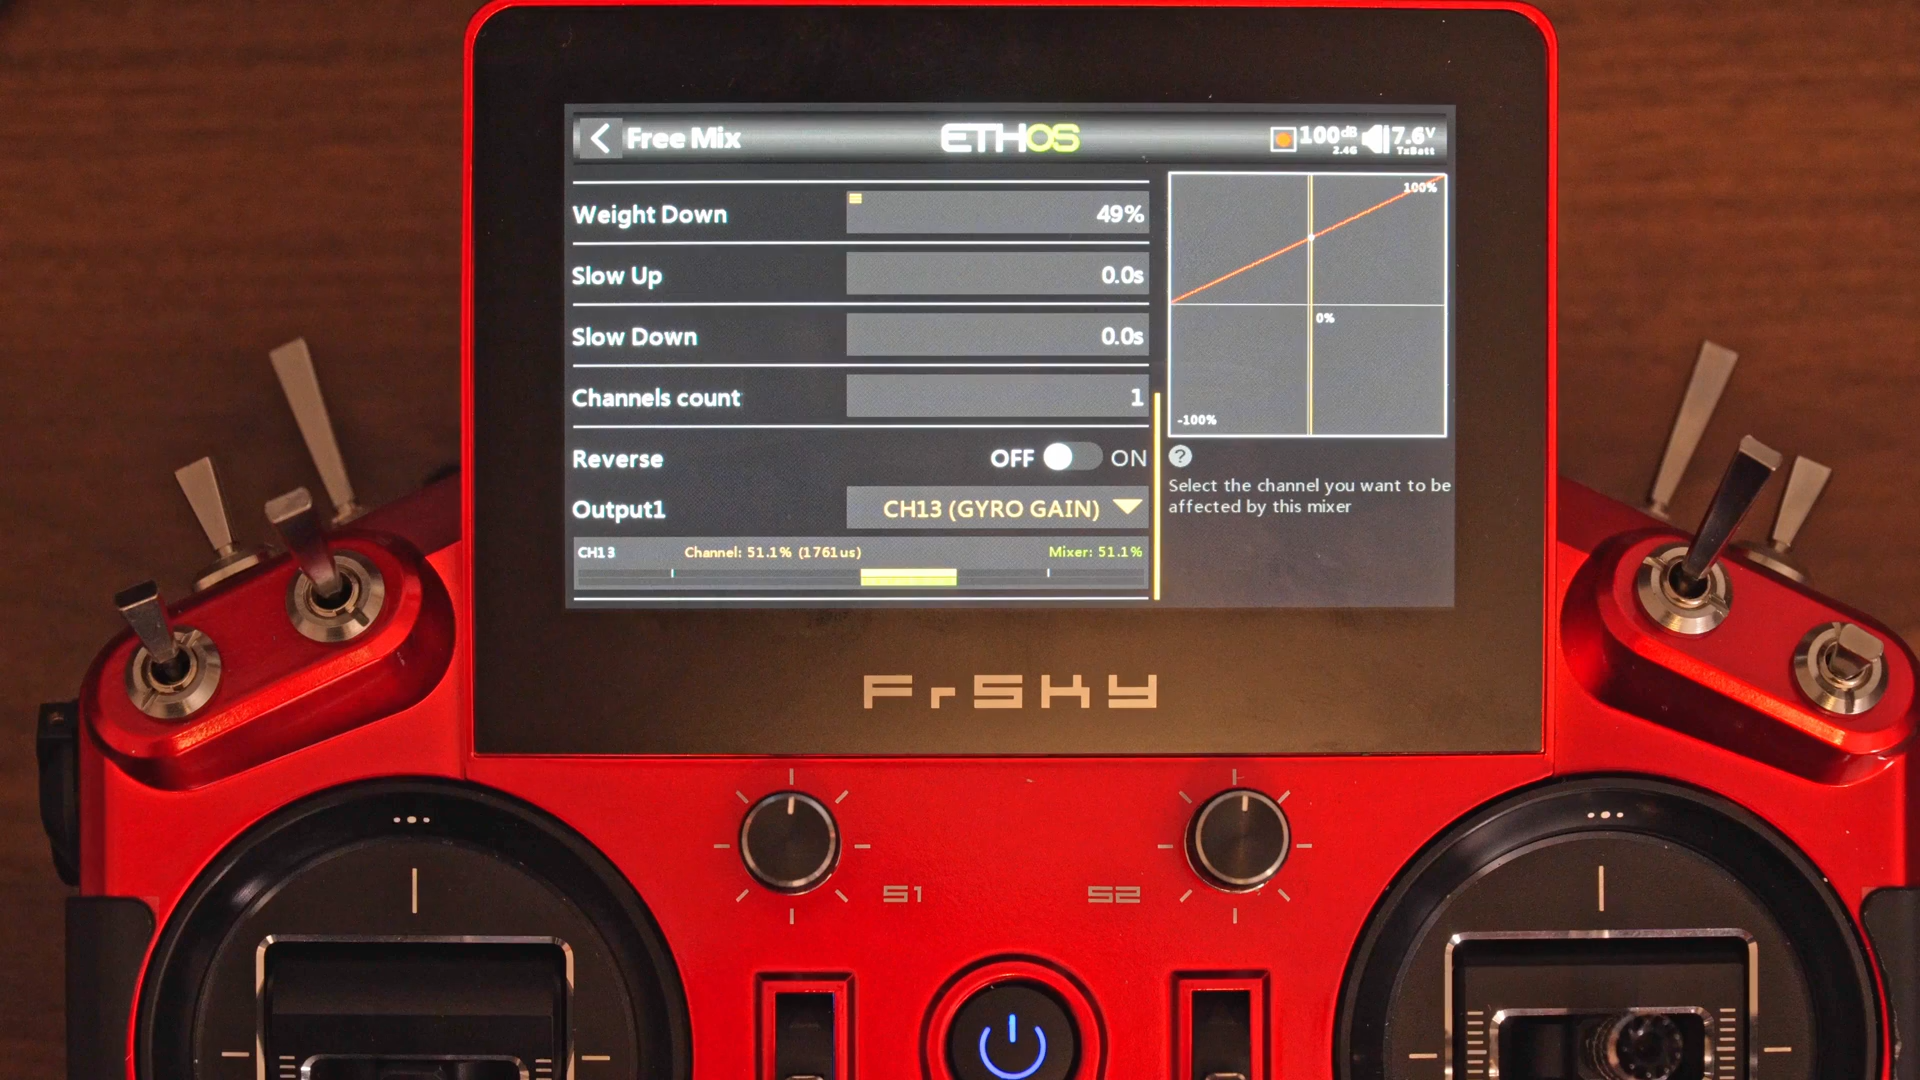 Free Mix
ETHOS
100dB
2.4G
7.6V
TxBatt
Weight Down 49%
Slow Up 0.0s
Slow Down 0.0s
Channels count 1
Reverse OFF ON
Output1 CH13 (GYRO GAIN)
CH13 Channel: 51.1% (1761us) Mixer: 51.1%
100%
0%
-100%
?
Select the channel you want to be
affected by this mixer
FrSKY
S1 S2